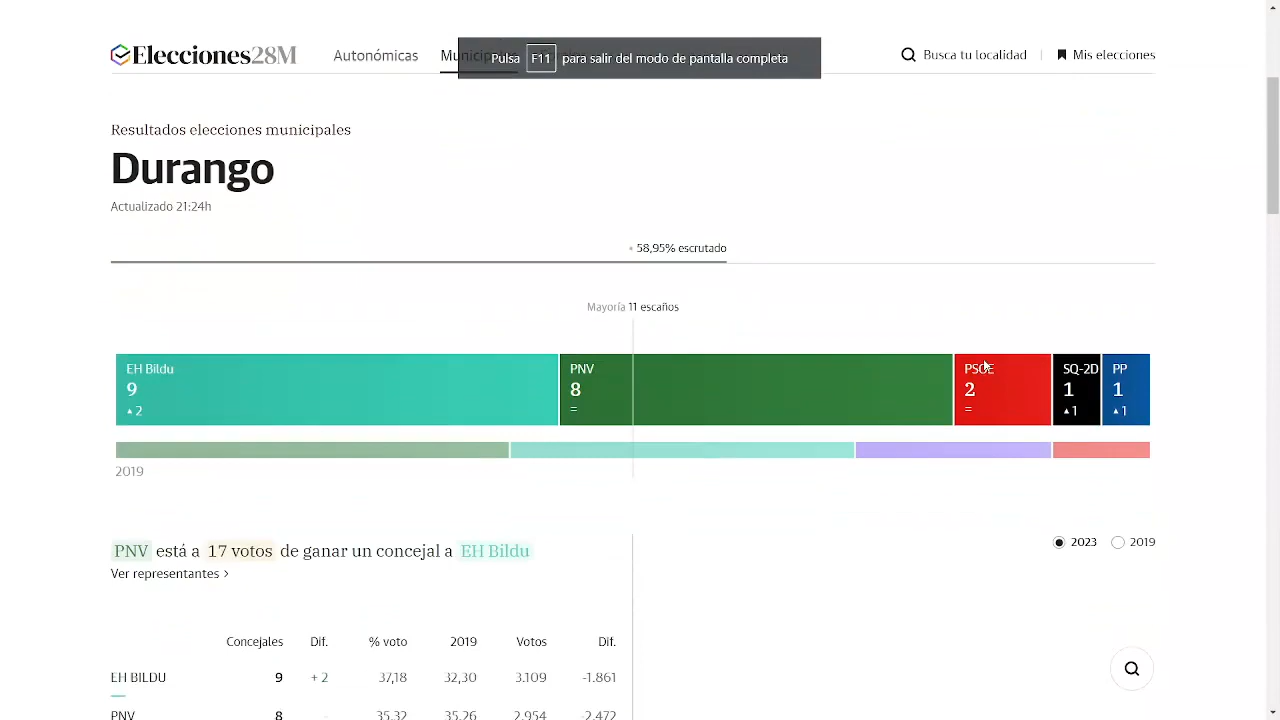 Elecciones28M Autonómicas Munici Busca tu localidad Mis elecciones
Pulsa F11 para salir del modo de pantalla completa
Resultados elecciones municipales
Durango
Actualizado 21:24h
58,95% escrutado
Mayoría 11 escaños
EH Bildu PNV PSOE SQ-2D PP
9 8 2 1 1
▲2 = = ▲1 ▲1
2019
PNV está a 17 votos de ganar un concejal a EH Bildu
2023 2019
Ver representantes >
Concejales Dif. % voto 2019 Votos Dif.
EH BILDU 9 + 2 37,18 32,30 3.109 -1.861
PNV 8 - 35,32 35,26 2.954 -2.472